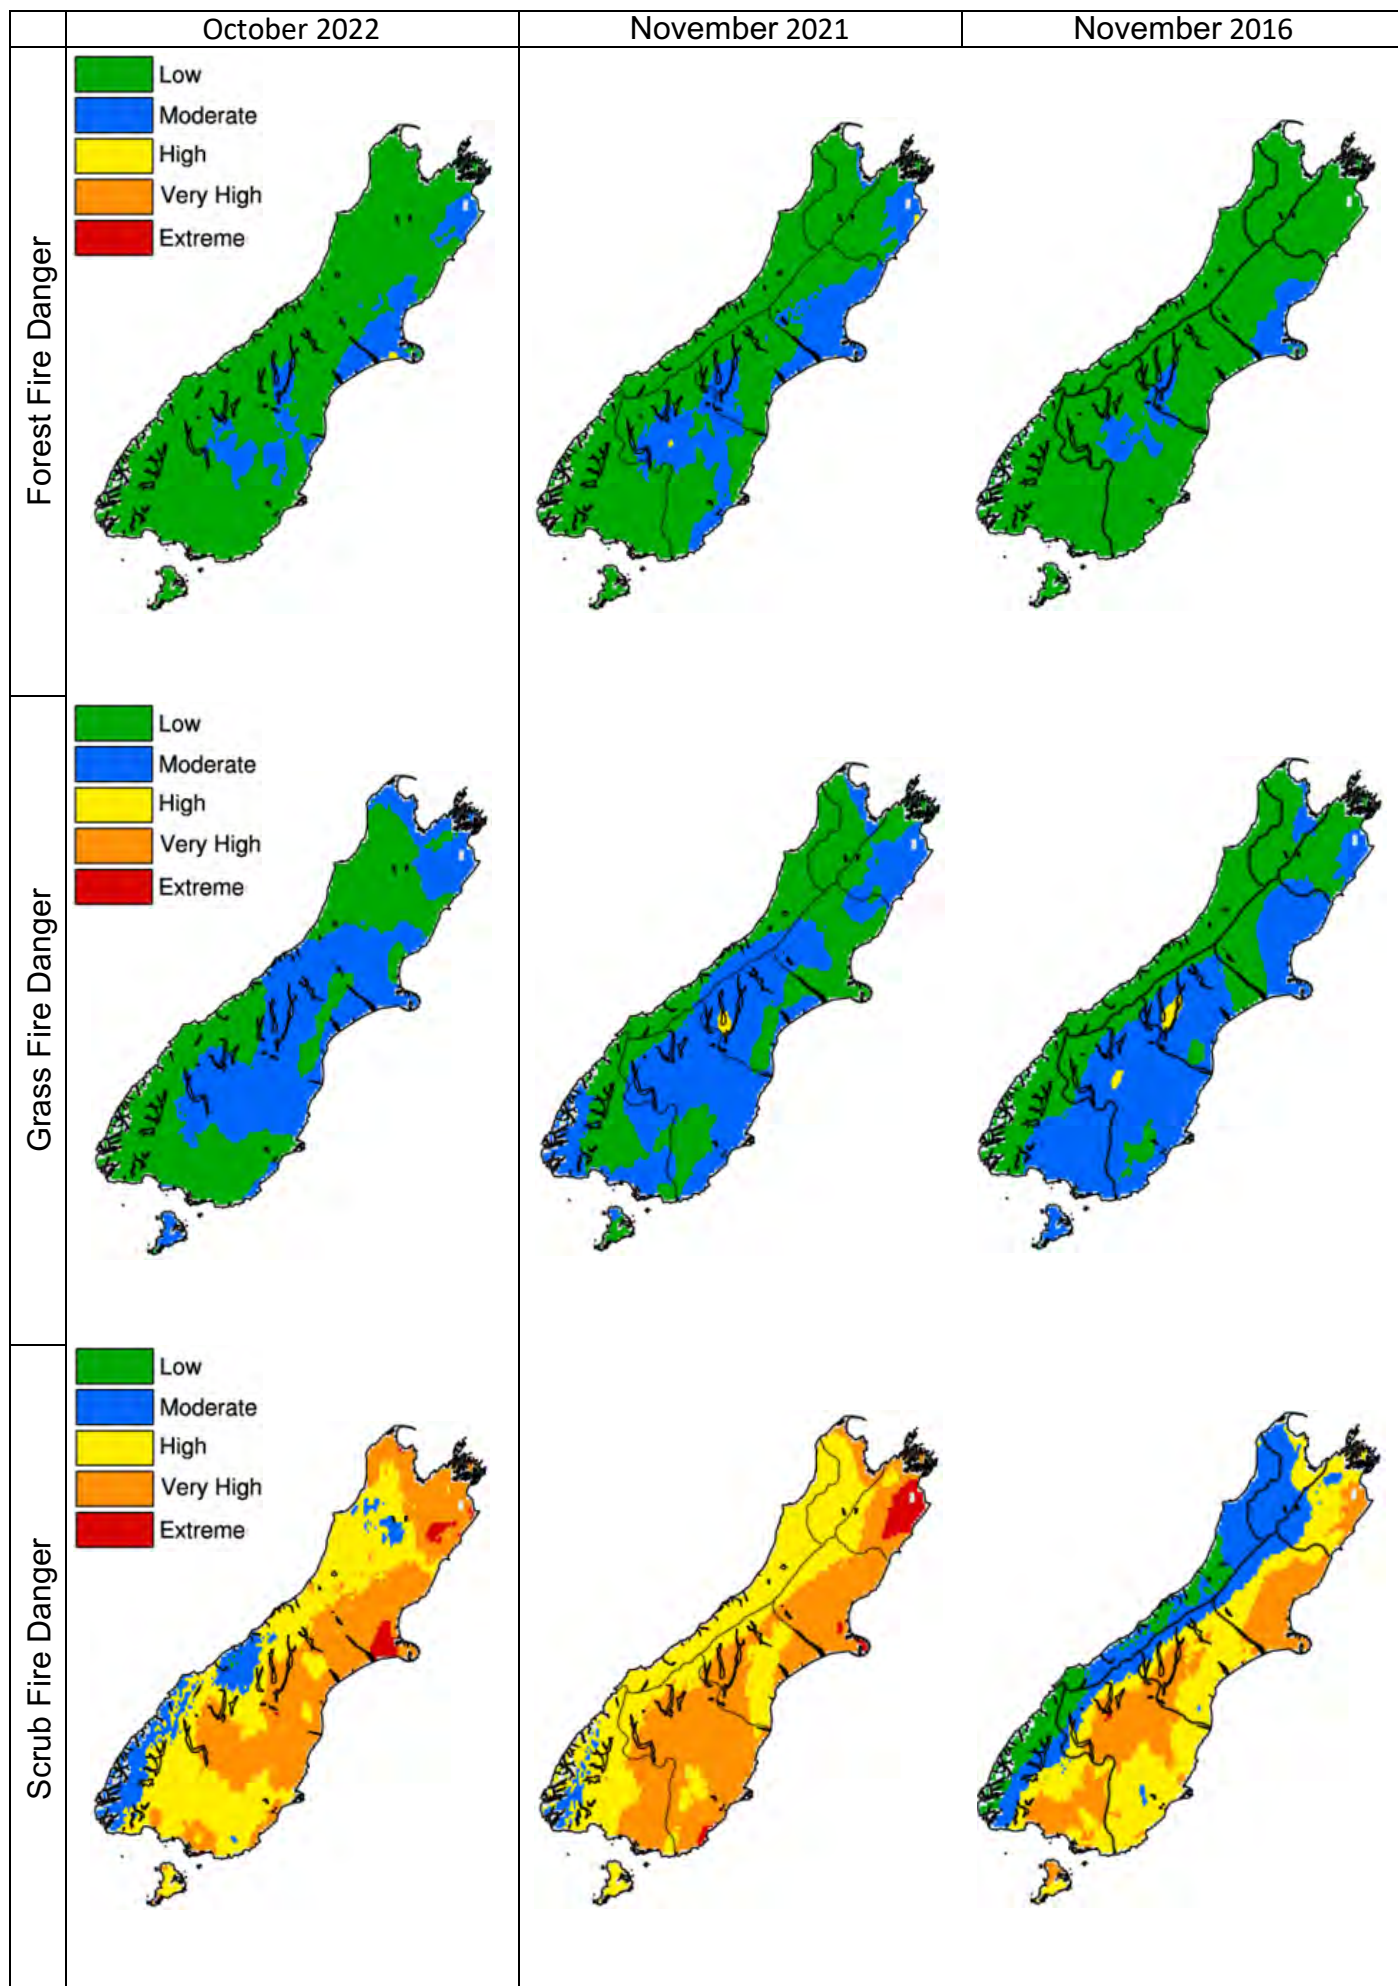 October 2022 November 2021 November 2016
Forest Fire Danger
Low
Moderate
High
Very High
Extreme
Grass Fire Danger
Low
Moderate
High
Very High
Extreme
Scrub Fire Danger
Low
Moderate
High
Very High
Extreme